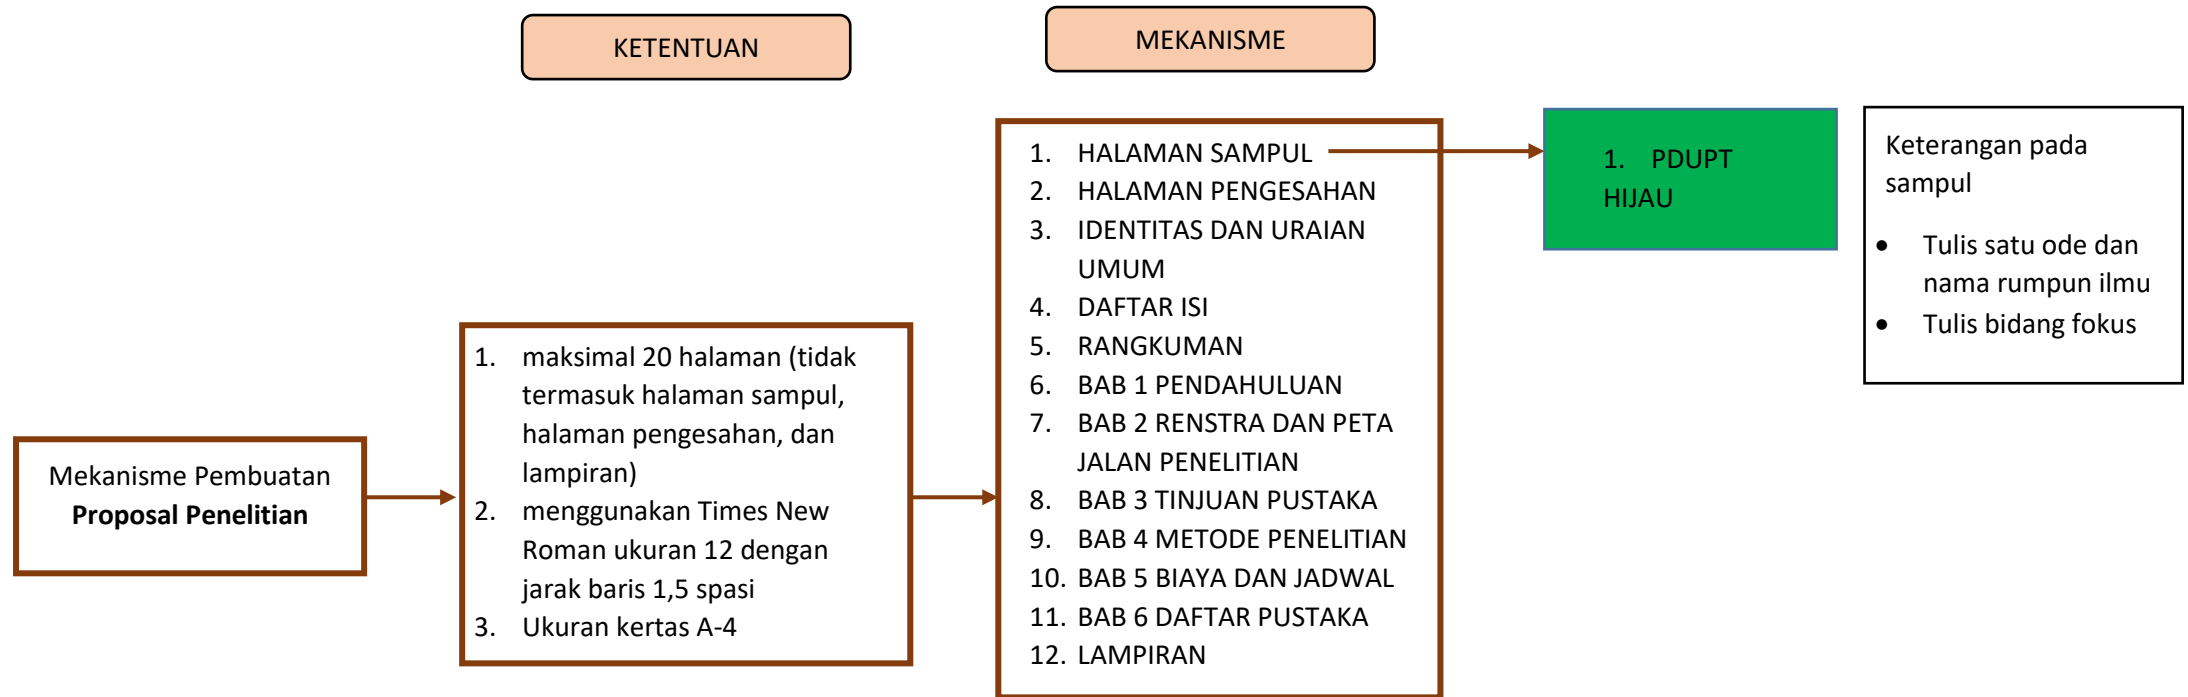 KETENTUAN
MEKANISME
Mekanisme Pembuatan
Proposal Penelitian
1. maksimal 20 halaman (tidak
termasuk halaman sampul,
halaman pengesahan, dan
lampiran)
2. menggunakan Times New
Roman ukuran 12 dengan
jarak baris 1,5 spasi
3. Ukuran kertas A-4
1. HALAMAN SAMPUL
2. HALAMAN PENGESAHAN
3. IDENTITAS DAN URAIAN
UMUM
4. DAFTAR ISI
5. RANGKUMAN
6. BAB 1 PENDAHULUAN
7. BAB 2 RENSTRA DAN PETA
JALAN PENELITIAN
8. BAB 3 TINJUAN PUSTAKA
9. BAB 4 METODE PENELITIAN
10. BAB 5 BIAYA DAN JADWAL
11. BAB 6 DAFTAR PUSTAKA
12. LAMPIRAN
1. PDUPT
HIJAU
Keterangan pada
sampul
• Tulis satu ode dan
nama rumpun ilmu
• Tulis bidang fokus